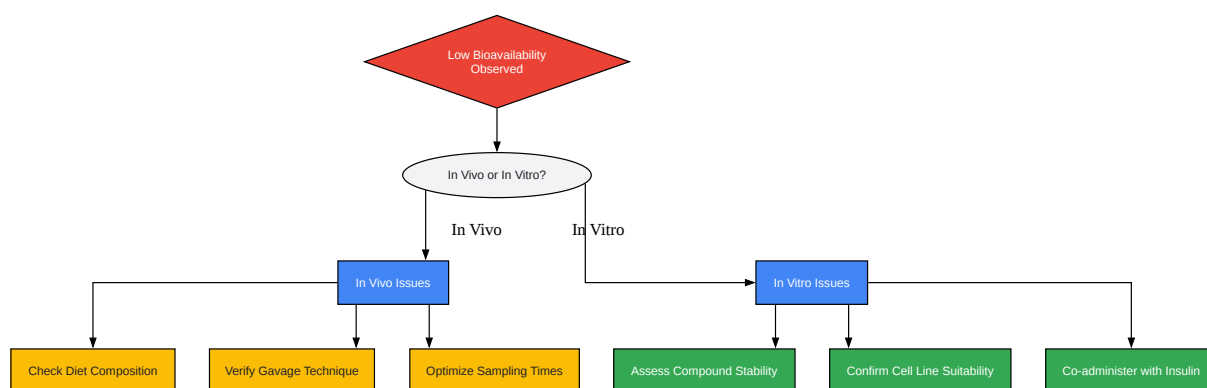 Low Bioavailability
Observed
In Vivo or In Vitro?
In Vivo
In Vitro
In Vivo Issues
In Vitro Issues
Check Diet Composition
Verify Gavage Technique
Optimize Sampling Times
Assess Compound Stability
Confirm Cell Line Suitability
Co-administer with Insulin